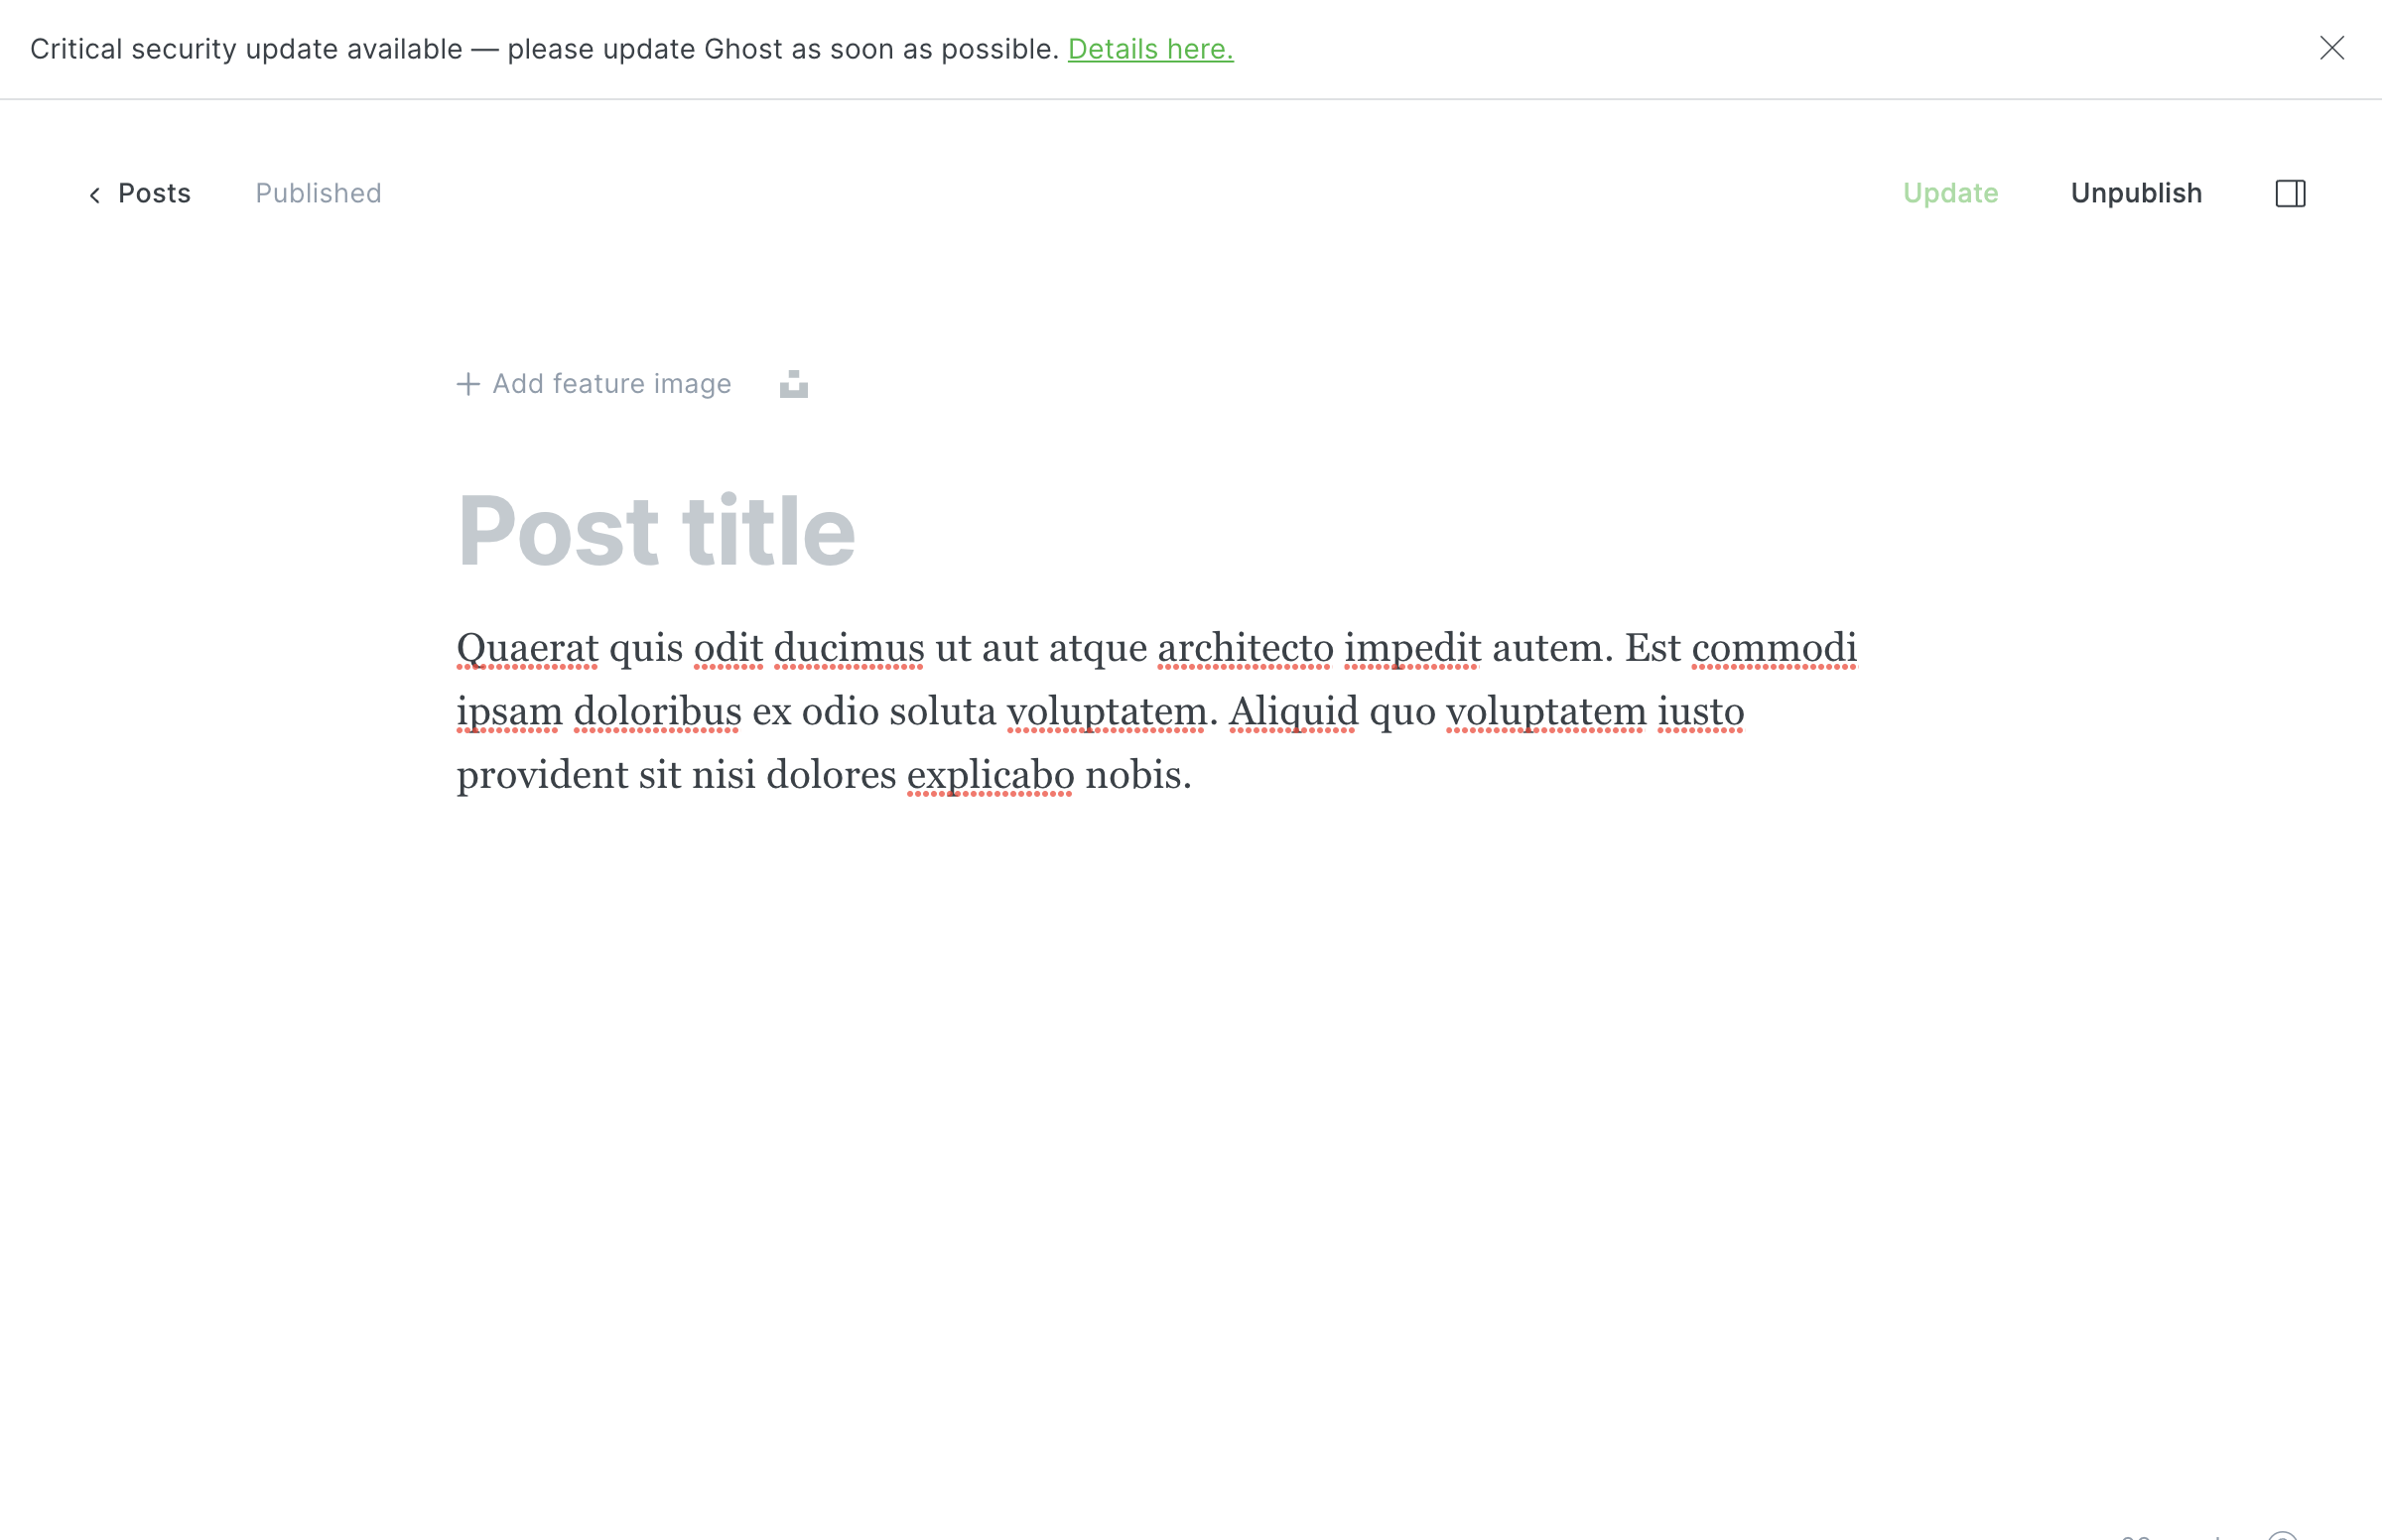 Critical security update available — please update Ghost as soon as possible. Details here.
Posts Published Update Unpublish
Add feature image
Post title
Quaerat quis odit ducimus ut aut atque architecto impedit autem. Est commodi
ipsam doloribus ex odio soluta voluptatem. Aliquid quo voluptatem iusto
provident sit nisi dolores explicabo nobis.